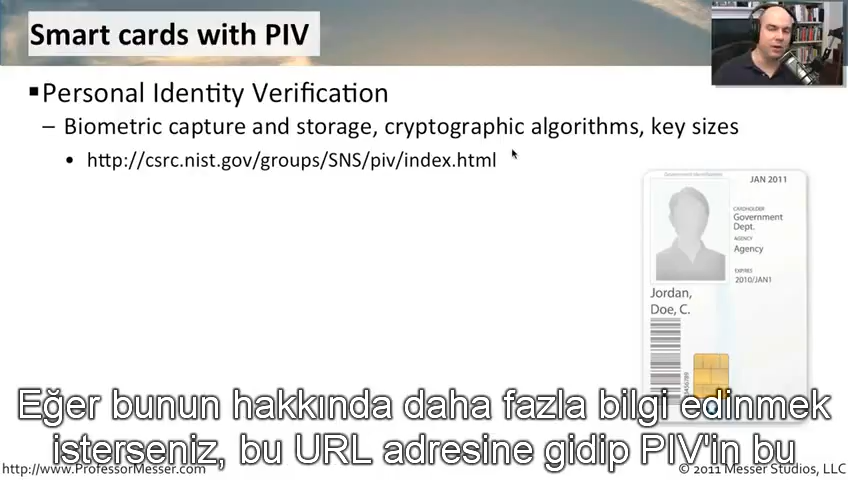 Smart cards with PIV
▪Personal Identity Verification
– Biometric capture and storage, cryptographic algorithms, key sizes
• http://csrc.nist.gov/groups/SNS/piv/index.html
Government Identification
JAN 2011
CARDHOLDER
Government
Dept.
AGENCY
Agency
EXPIRES
2010/JAN1
Jordan,
Doe, C.
Eğer bunun hakkında daha fazla bilgi edinmek
isterseniz, bu URL adresine gidip PIV'in bu
http://www.ProfessorMesser.com
© 2011 Messer Studios, LLC